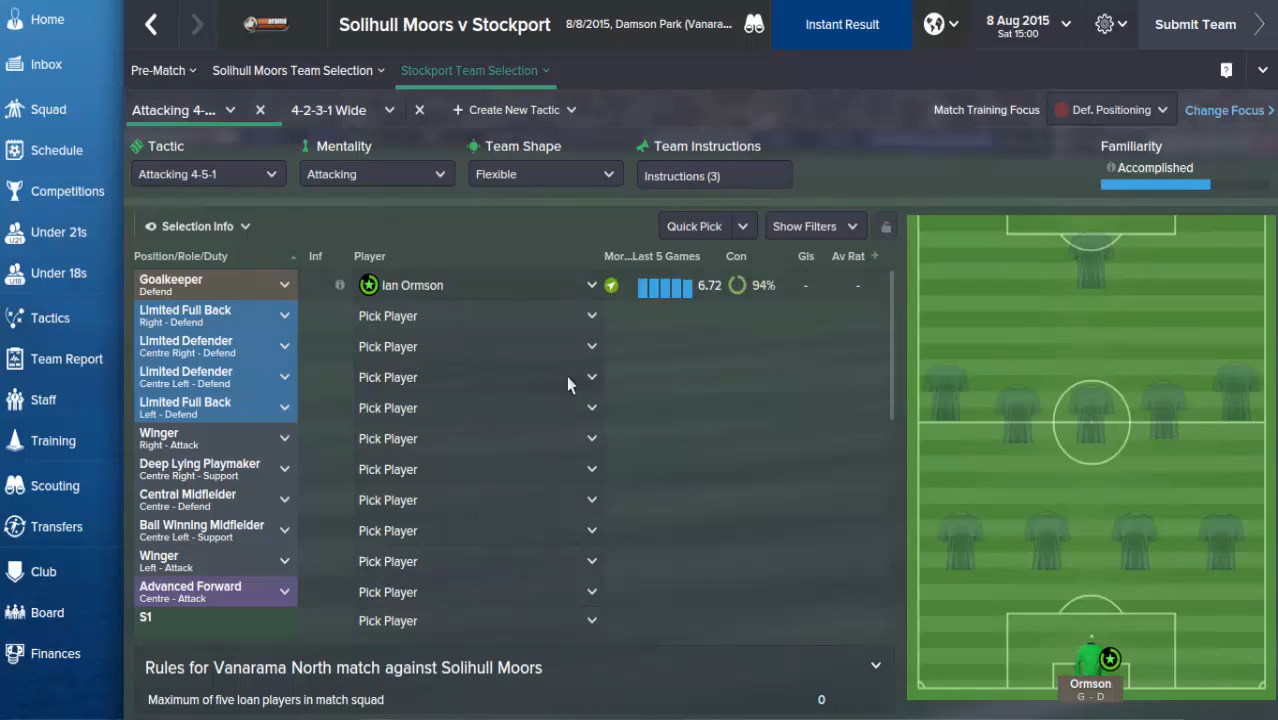 Home
Inbox
Squad
Schedule
Competitions
U21
Under 21s
U18
Under 18s
Tactics
Team Report
Staff
Training
Scouting
Transfers
Club
Board
Finances
Solihull Moors v Stockport
8/8/2015, Damson Park (Vanara...
Instant Result
8 Aug 2015
Sat 15:00
Submit Team
Pre-Match
Solihull Moors Team Selection
Stockport Team Selection
Attacking 4-...
4-2-3-1 Wide
Create New Tactic
Match Training Focus
Def. Positioning
Change Focus
Tactic
Mentality
Team Shape
Team Instructions
Familiarity
Attacking 4-5-1
Attacking
Flexible
Instructions (3)
Accomplished
Selection Info
Quick Pick
Show Filters
Position/Role/Duty Inf Player Mor... Last 5 Games Con Gls Av Rat
Goalkeeper
Defend
Ian Ormson 6.72 94% - -
Limited Full Back
Right - Defend
Pick Player
Limited Defender
Centre Right - Defend
Pick Player
Limited Defender
Centre Left - Defend
Pick Player
Limited Full Back
Left - Defend
Pick Player
Winger
Right - Attack
Pick Player
Deep Lying Playmaker
Centre Right - Support
Pick Player
Central Midfielder
Centre - Defend
Pick Player
Ball Winning Midfielder
Centre Left - Support
Pick Player
Winger
Left - Attack
Pick Player
Advanced Forward
Centre - Attack
Pick Player
S1
Pick Player
Rules for Vanarama North match against Solihull Moors
Maximum of five loan players in match squad 0
Ormson
G - D